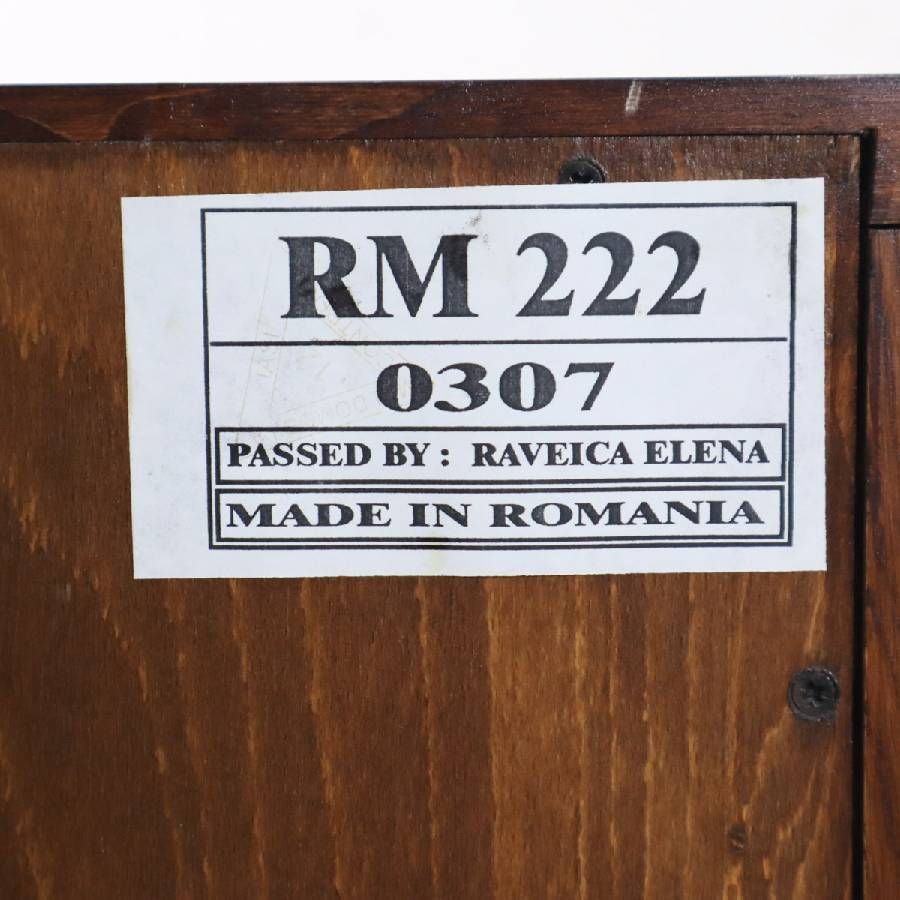 RM 222
0307
PASSED BY : RAVEICA ELENA
MADE IN ROMANIA